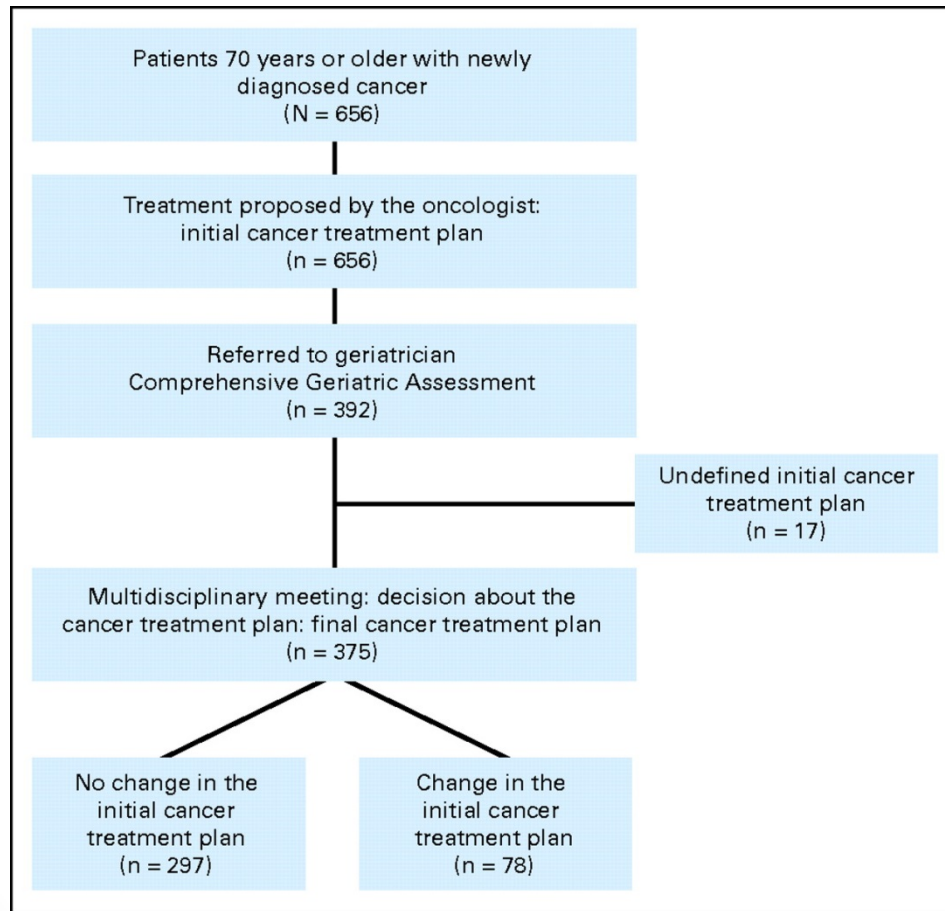 Patients 70 years or older with newly
diagnosed cancer
(N = 656)
Treatment proposed by the oncologist:
initial cancer treatment plan
(n = 656)
Referred to geriatrician
Comprehensive Geriatric Assessment
(n = 392)
Undefined initial cancer
treatment plan
(n = 17)
Multidisciplinary meeting: decision about the
cancer treatment plan: final cancer treatment plan
(n = 375)
No change in the
initial cancer
treatment plan
(n = 297)
Change in the
initial cancer
treatment plan
(n = 78)